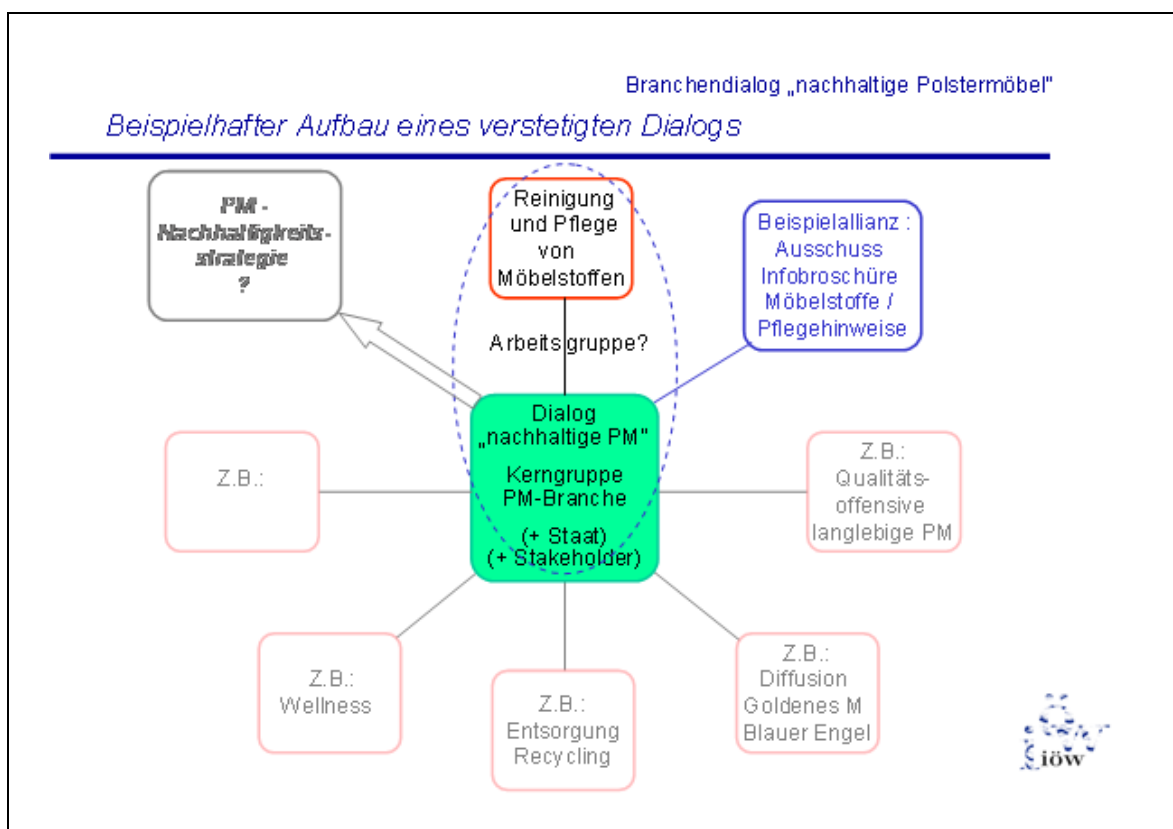 Branchendialog „nachhaltige Polstermöbel"
Beispielhafter Aufbau eines verstetigten Dialogs
PM -
Nachhaltigkeits-
strategie
?
Reinigung
und Pflege
von
Möbelstoffen
Beispielallianz :
Ausschuss
Infobroschüre
Möbelstoffe /
Pflegehinweise
Arbeitsgruppe?
Dialog
„nachhaltige PM"
Kerngruppe
PM-Branche
(+ Staat)
(+ Stakeholder)
Z.B.:
Z.B.:
Qualitäts-
offensive
langlebige PM
Z.B.:
Wellness
Z.B.:
Entsorgung
Recycling
Z.B.:
Diffusion
Goldenes M
Blauer Engel
iöw